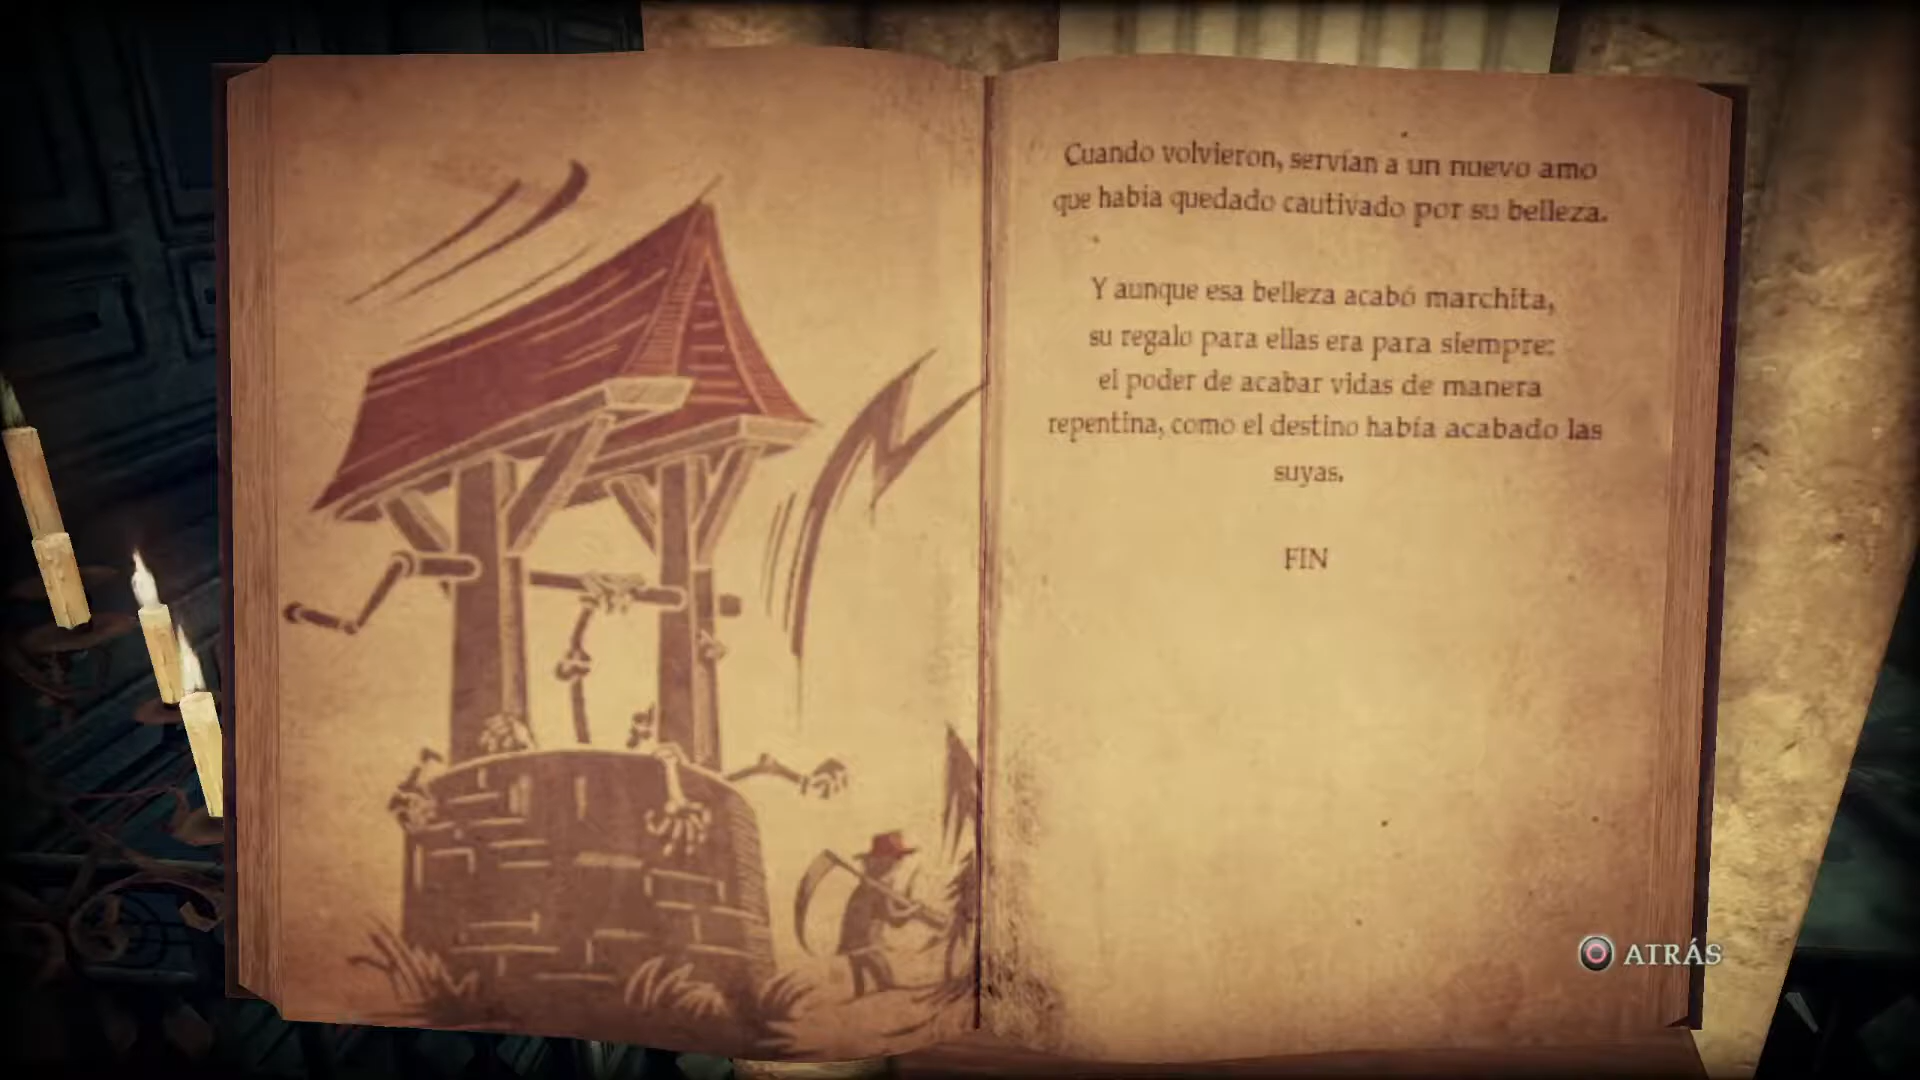 Cuando volvieron, servían a un nuevo amo
que había quedado cautivado por su belleza.
Y aunque esa belleza acabó marchita,
su regalo para ellas era para siempre:
el poder de acabar vidas de manera
repentina, como el destino había acabado las
suyas.
FIN
ATRÁS